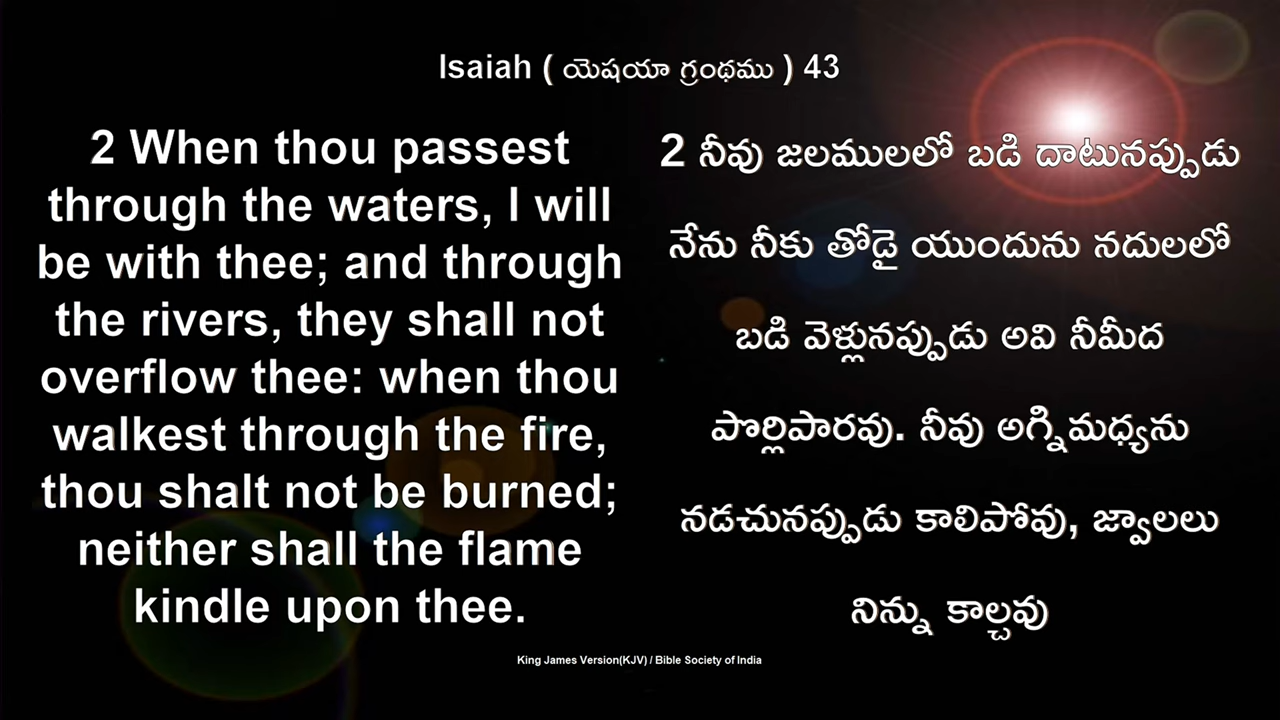 Isaiah ( యెషయా గ్రంథము ) 43
2 When thou passest
through the waters, I will
be with thee; and through
the rivers, they shall not
overflow thee: when thou
walkest through the fire,
thou shalt not be burned;
neither shall the flame
kindle upon thee.
2 నీవు జలములలో బడి దాటునప్పుడు
నేను నీకు తోడై యుందును నదులలో
బడి వెళ్లునప్పుడు అవి నీమీద
పొర్లిపారవు. నీవు అగ్నిమధ్యను
నడచునప్పుడు కాలిపోవు, జ్వాలలు
నిన్ను కాల్చవు
King James Version(KJV) / Bible Society of India